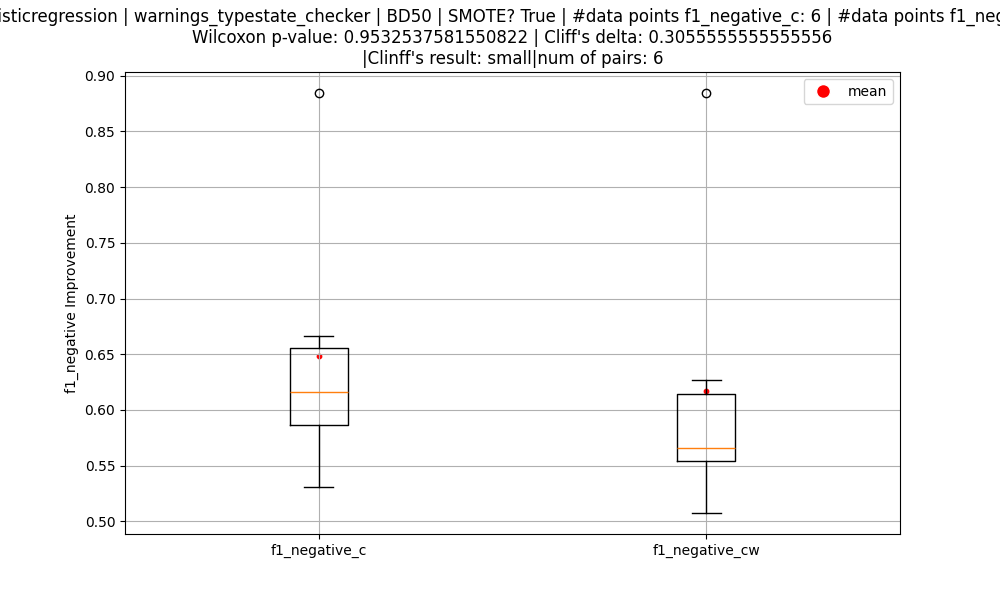 isticregression | warnings_typestate_checker | BD50 | SMOTE? True | #data points f1_negative_c: 6 | #data points f1_neg
Wilcoxon p-value: 0.9532537581550822 | Cliff's delta: 0.3055555555555556
|Clinff's result: small|num of pairs: 6
mean
0.90
0.85
0.80
0.75
0.70
0.65
0.60
0.55
0.50
f1_negative Improvement
f1_negative_c
f1_negative_cw